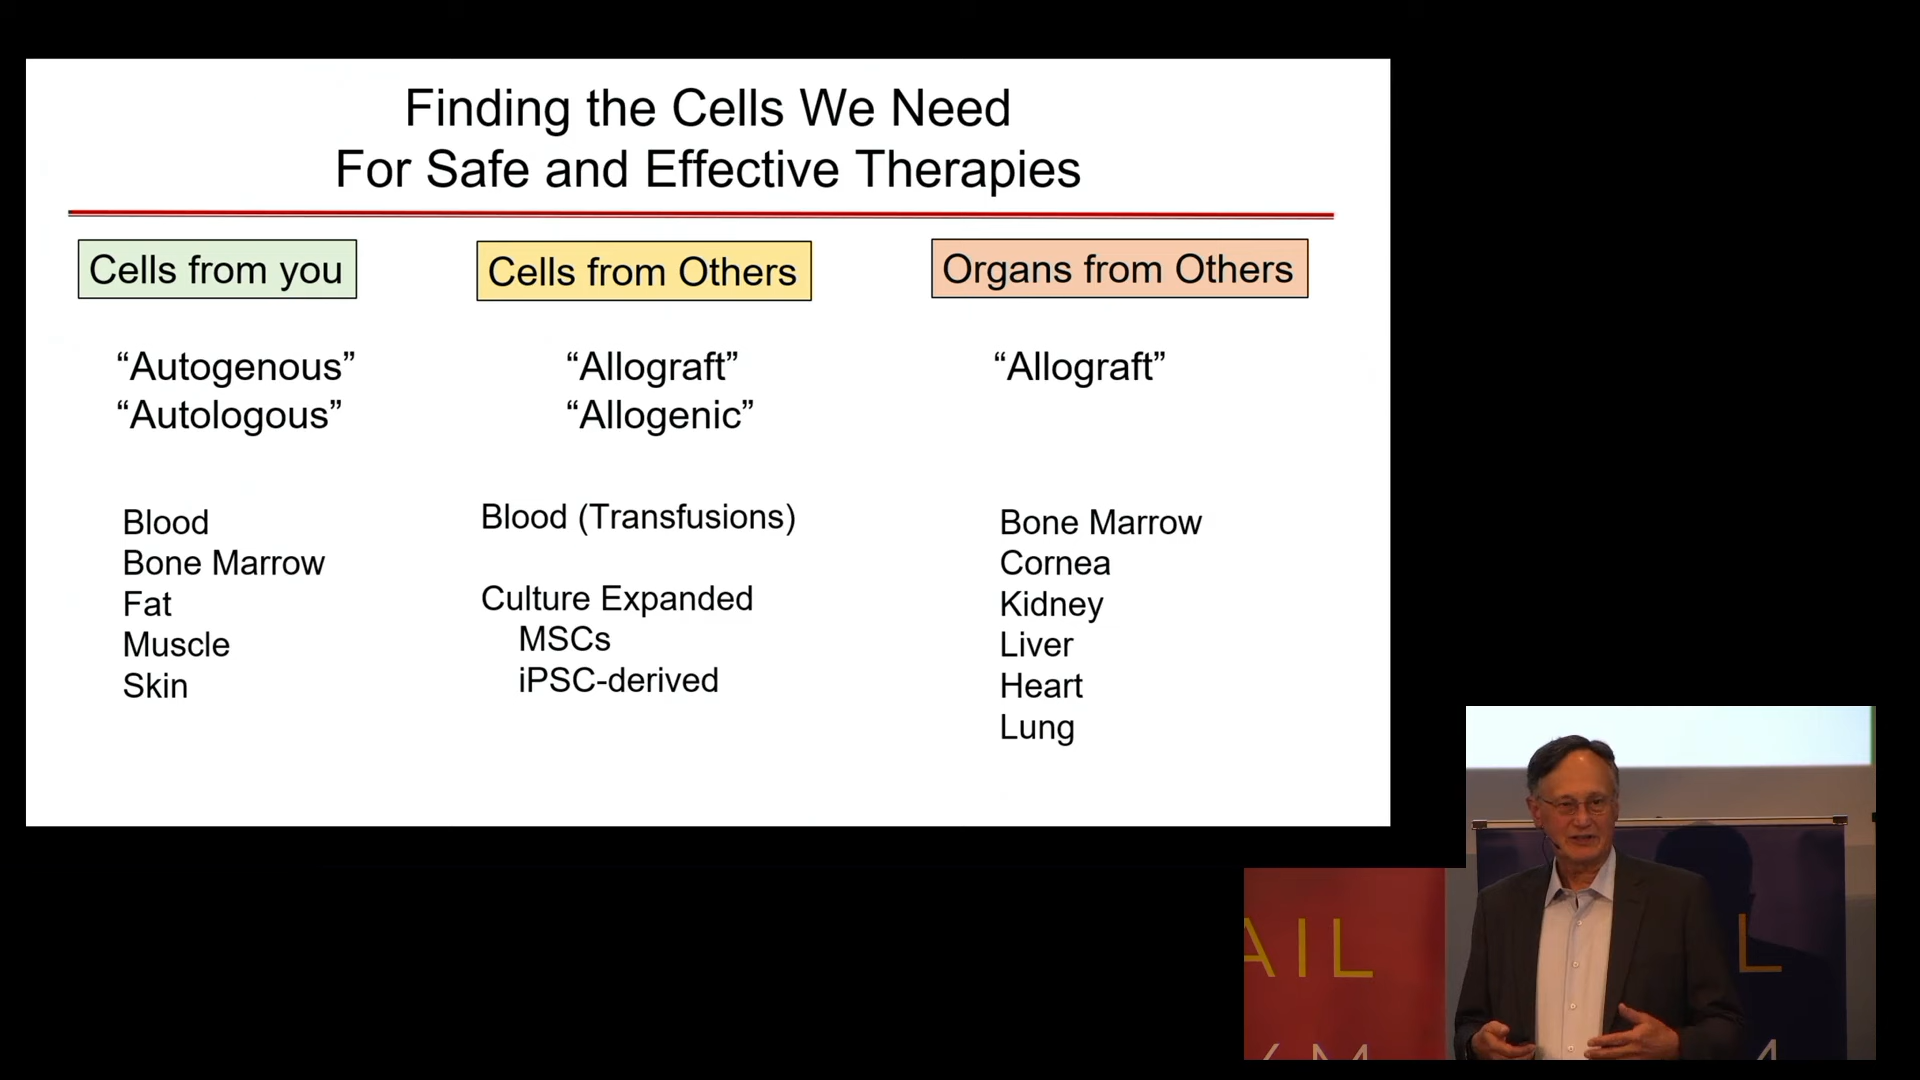 Finding the Cells We Need
For Safe and Effective Therapies
Cells from you
“Autogenous”
“Autologous”
Blood
Bone Marrow
Fat
Muscle
Skin
Cells from Others
“Allograft”
“Allogenic”
Blood (Transfusions)
Culture Expanded
MSCs
iPSC-derived
Organs from Others
“Allograft”
Bone Marrow
Cornea
Kidney
Liver
Heart
Lung
AIL
L